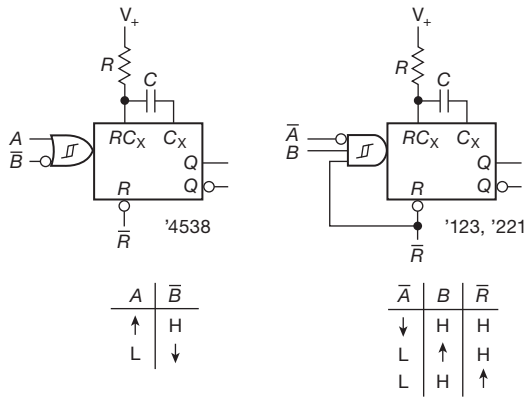 V+ V+
R R
C C
A RCX CX A̅ RCX CX
B̅ Q B Q
R Q R Q
R̅ '4538 R̅ '123, '221
A B̅ A̅ B R̅
↑ H ↓ H H
L ↓ L ↑ H
L H ↑